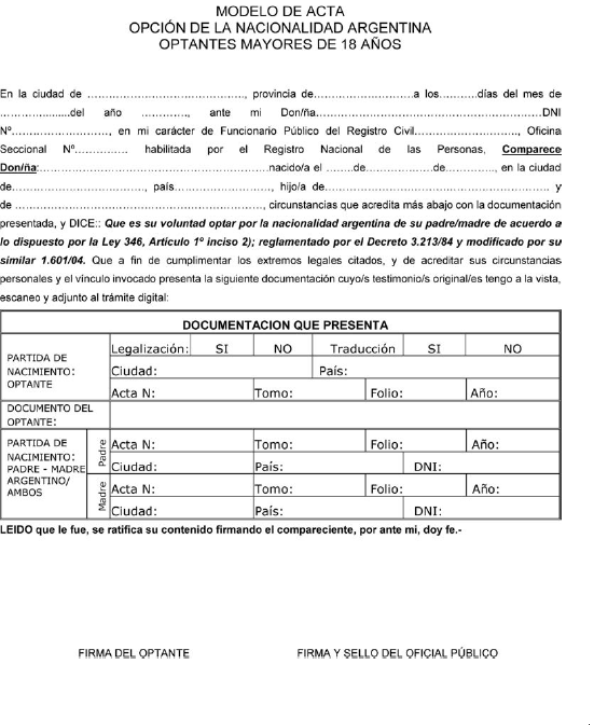 MODELO DE ACTA
OPCIÓN DE LA NACIONALIDAD ARGENTINA
OPTANTES MAYORES DE 18 AÑOS
En la ciudad de ............................................, provincia de............................a los...........días del mes de
....................del año ............., ante mi Don/ña................................................................DNI
Nº............................, en mi carácter de Funcionario Público del Registro Civil............................., Oficina
Seccional Nº............... habilitada por el Registro Nacional de las Personas, Comparece
Don/ña:................................................................nacido/a el ........de...................de.............., en la ciudad
de......................................, país..........................., hijo/a de............................................................... y
de ......................................................................, circunstancias que acredita más abajo con la documentación
presentada, y DICE:: Que es su voluntad optar por la nacionalidad argentina de su padre/madre de acuerdo a
lo dispuesto por la Ley 346, Artículo 1º inciso 2); reglamentado por el Decreto 3.213/84 y modificado por su
similar 1.601/04. Que a fin de cumplimentar los extremos legales citados, y de acreditar sus circunstancias
personales y el vínculo invocado presenta la siguiente documentación cuyo/s testimonio/s original/es tengo a la vista,
escaneo y adjunto al trámite digital:
DOCUMENTACION QUE PRESENTA
PARTIDA DE NACIMIENTO: OPTANTE
Legalización: SI NO Traducción SI NO
Ciudad: País:
Acta N: Tomo: Folio: Año:
DOCUMENTO DEL OPTANTE:
PARTIDA DE NACIMIENTO: PADRE - MADRE ARGENTINO/ AMBOS
Padre
Acta N: Tomo: Folio: Año:
Ciudad: País: DNI:
Madre
Acta N: Tomo: Folio: Año:
Ciudad: País: DNI:
LEIDO que le fue, se ratifica su contenido firmando el compareciente, por ante mi, doy fe.-
FIRMA DEL OPTANTE FIRMA Y SELLO DEL OFICIAL PÚBLICO